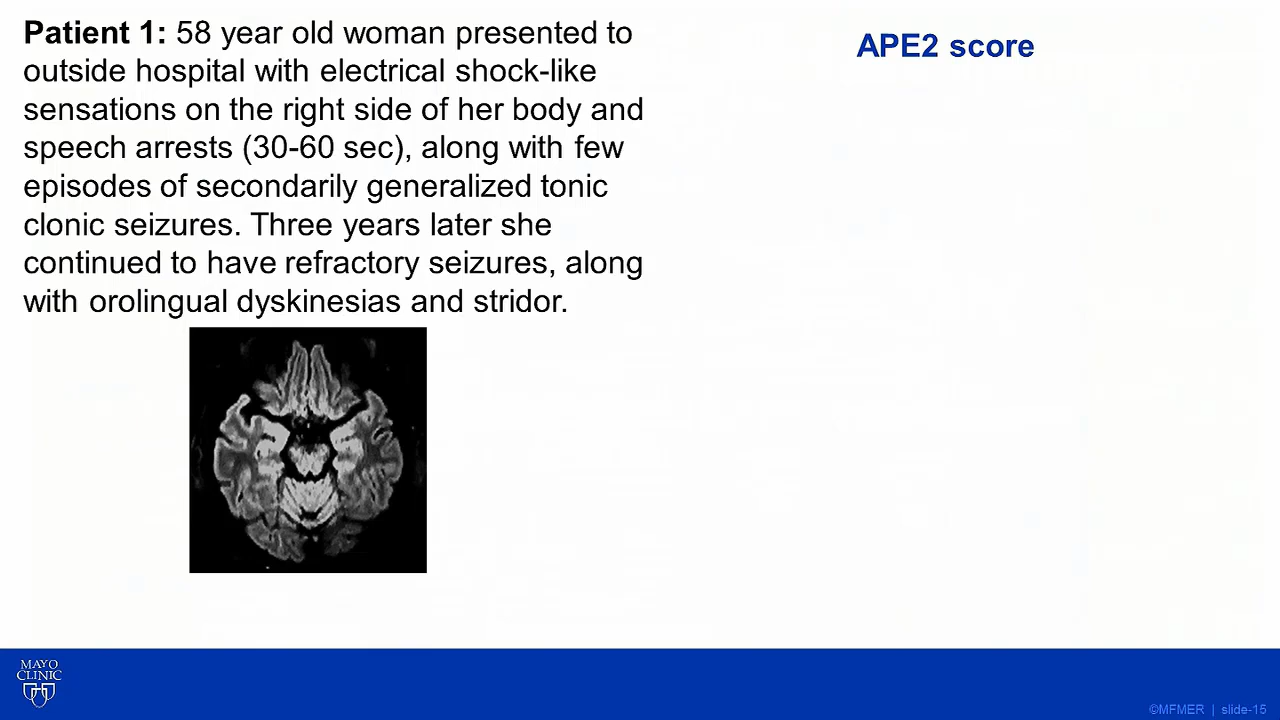 Patient 1: 58 year old woman presented to
outside hospital with electrical shock-like
sensations on the right side of her body and
speech arrests (30-60 sec), along with few
episodes of secondarily generalized tonic
clonic seizures. Three years later she
continued to have refractory seizures, along
with orolingual dyskinesias and stridor.
APE2 score
MAYO
CLINIC
©MFMER | slide-15